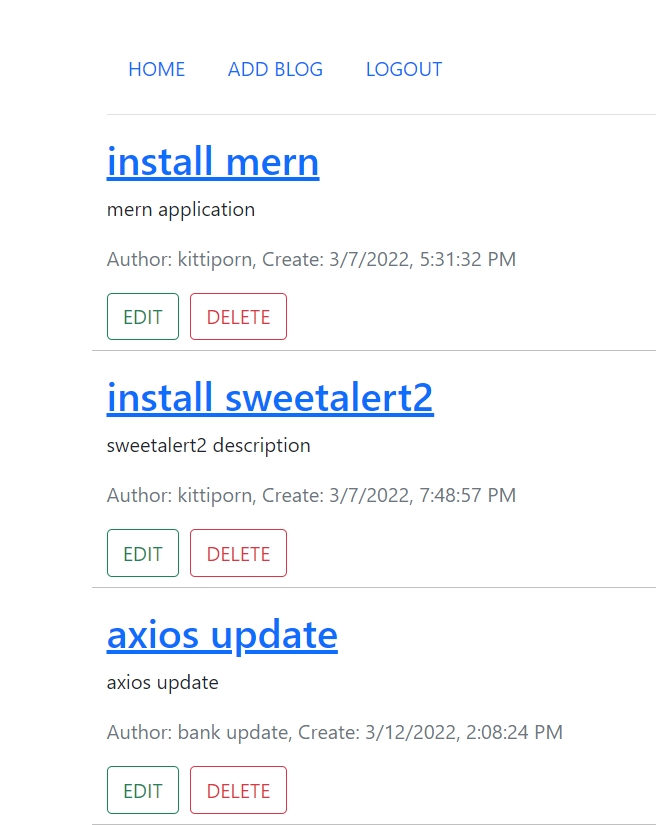 HOME ADD BLOG LOGOUT
install mern
mern application
Author: kittiporn, Create: 3/7/2022, 5:31:32 PM
EDIT DELETE
install sweetalert2
sweetalert2 description
Author: kittiporn, Create: 3/7/2022, 7:48:57 PM
EDIT DELETE
axios update
axios update
Author: bank update, Create: 3/12/2022, 2:08:24 PM
EDIT DELETE